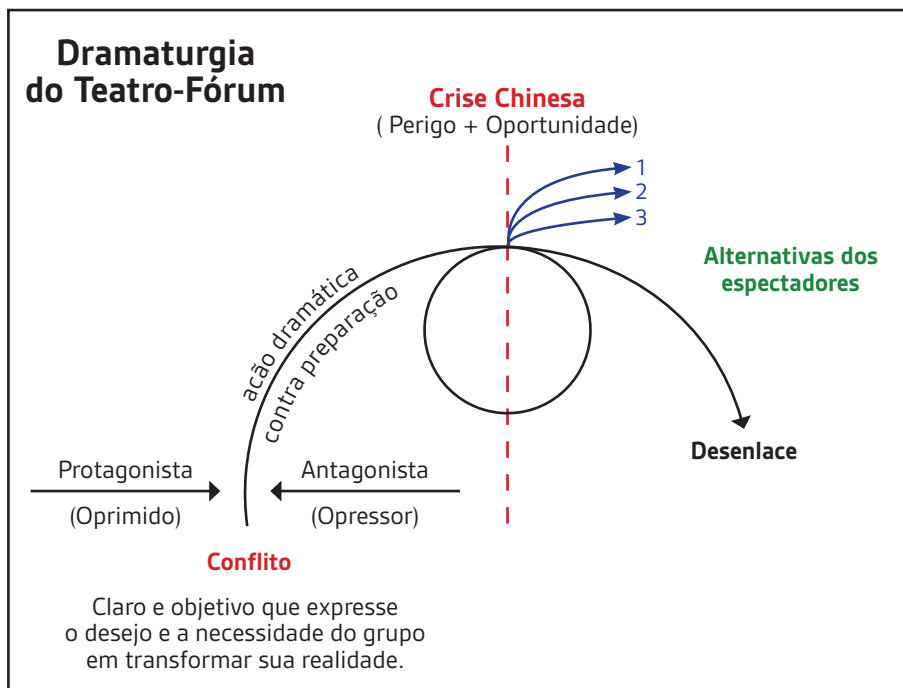 Dramaturgia
do Teatro-Fórum
Crise Chinesa
( Perigo + Oportunidade)
1
2
3
Alternativas dos
espectadores
ação dramática
contra preparação
Desenlace
Protagonista
(Oprimido)
Antagonista
(Opressor)
Conflito
Claro e objetivo que expresse
o desejo e a necessidade do grupo
em transformar sua realidade.